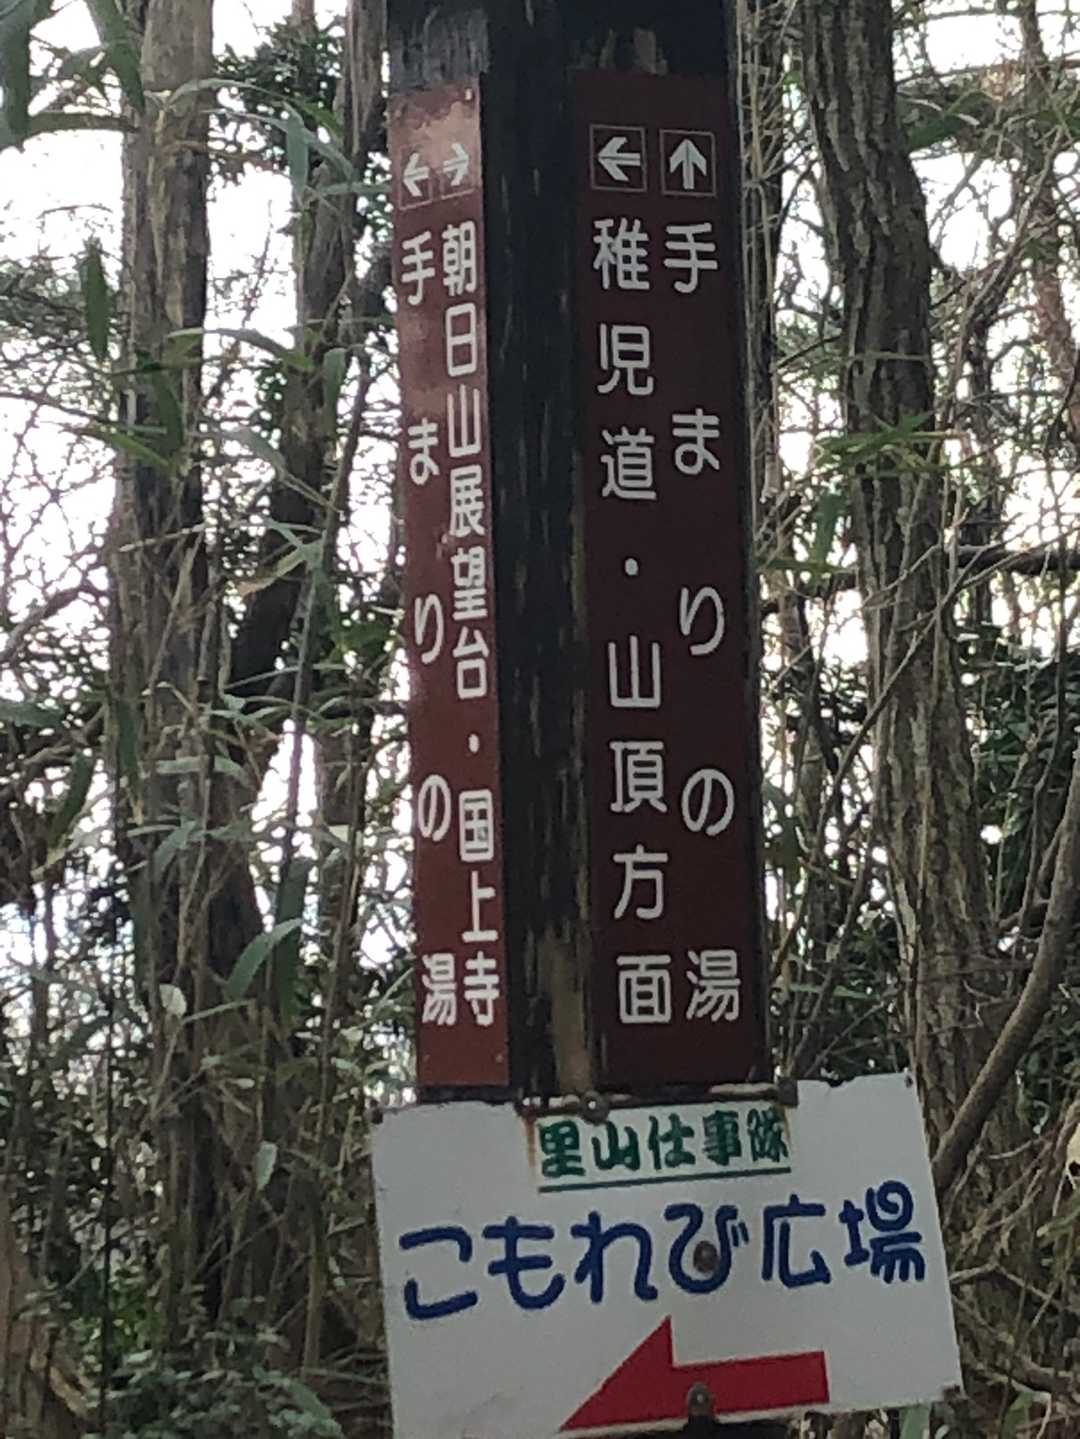 → 朝日山展望台・国上寺
← 手まりの湯
↑ 手まりの湯
← 稚児道・山頂方面
里山仕事隊
こもれび広場